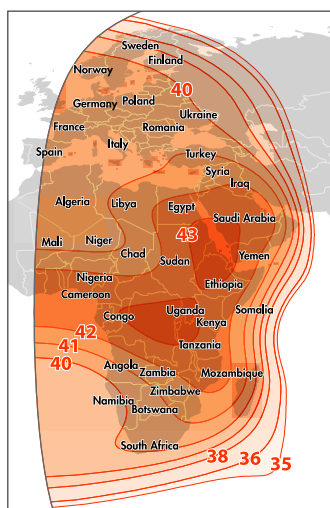 Sweden
Finland
Norway
40
Germany
Poland
Ukraine
France
Romania
Italy
Spain
Turkey
Syria
Iraq
Algeria
Libya
Egypt
Saudi Arabia
43
Mali
Niger
Chad
Sudan
Yemen
Nigeria
Ethiopia
Cameroon
Uganda
Somalia
Congo
Kenya
42
41
Tanzania
40
Angola
Zambia
Mozambique
Zimbabwe
Namibia
Botswana
South Africa
38
36
35